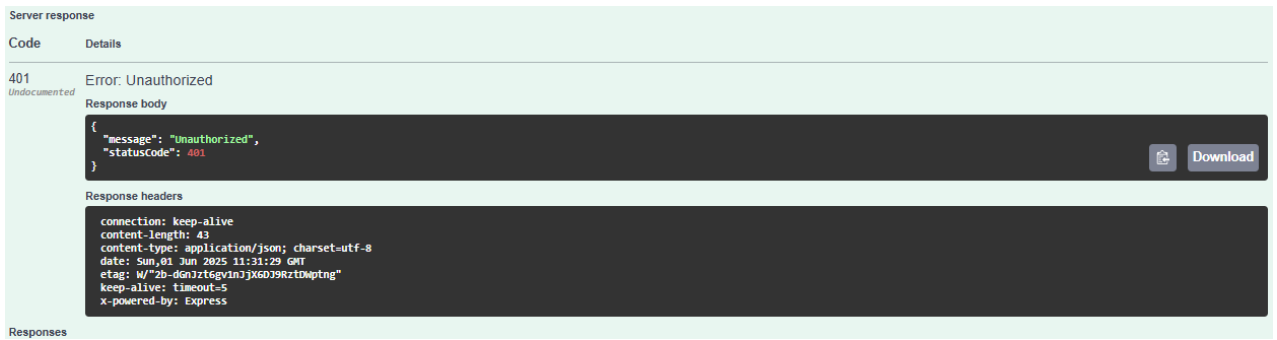 Server response
Code Details
401 Error: Unauthorized
Undocumented
Response body
{
  "message": "Unauthorized",
  "statusCode": 401
}
Download
Response headers
connection: keep-alive
content-length: 43
content-type: application/json; charset=utf-8
date: Sun,01 Jun 2025 11:31:29 GMT
etag: W/"2b-dGnJzt6gv1nJjX6DJ9RztDWptng"
keep-alive: timeout=5
x-powered-by: Express
Responses